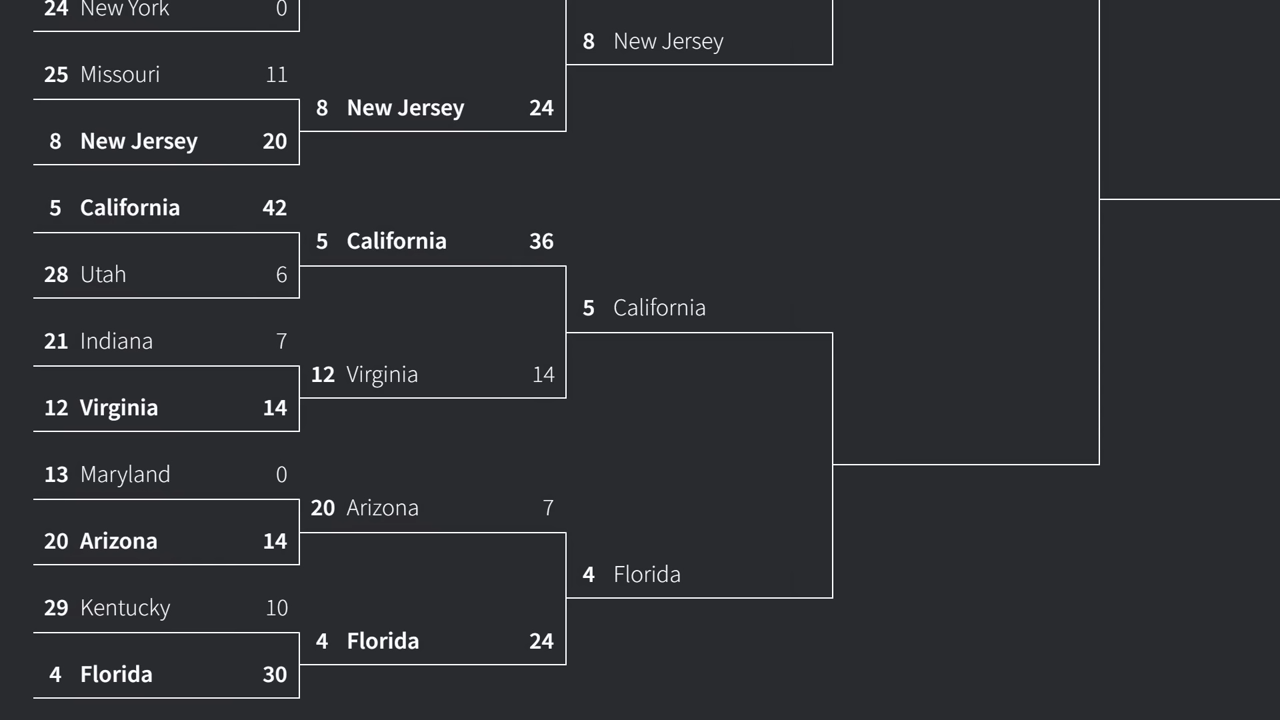 24 New York 0
25 Missouri 11
8 New Jersey 20
5 California 42
28 Utah 6
21 Indiana 7
12 Virginia 14
13 Maryland 0
20 Arizona 14
29 Kentucky 10
4 Florida 30
8 New Jersey 24
5 California 36
12 Virginia 14
20 Arizona 7
4 Florida 24
8 New Jersey
5 California
4 Florida